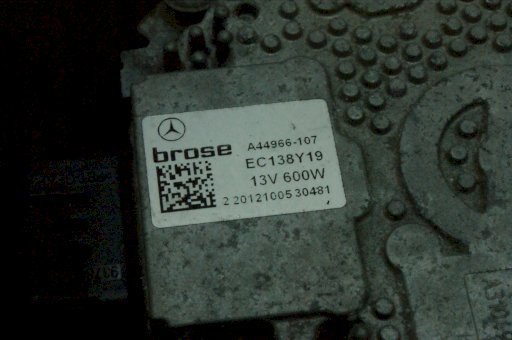 brose
A44966-107
EC138Y19
13V 600W
2 2012100530481